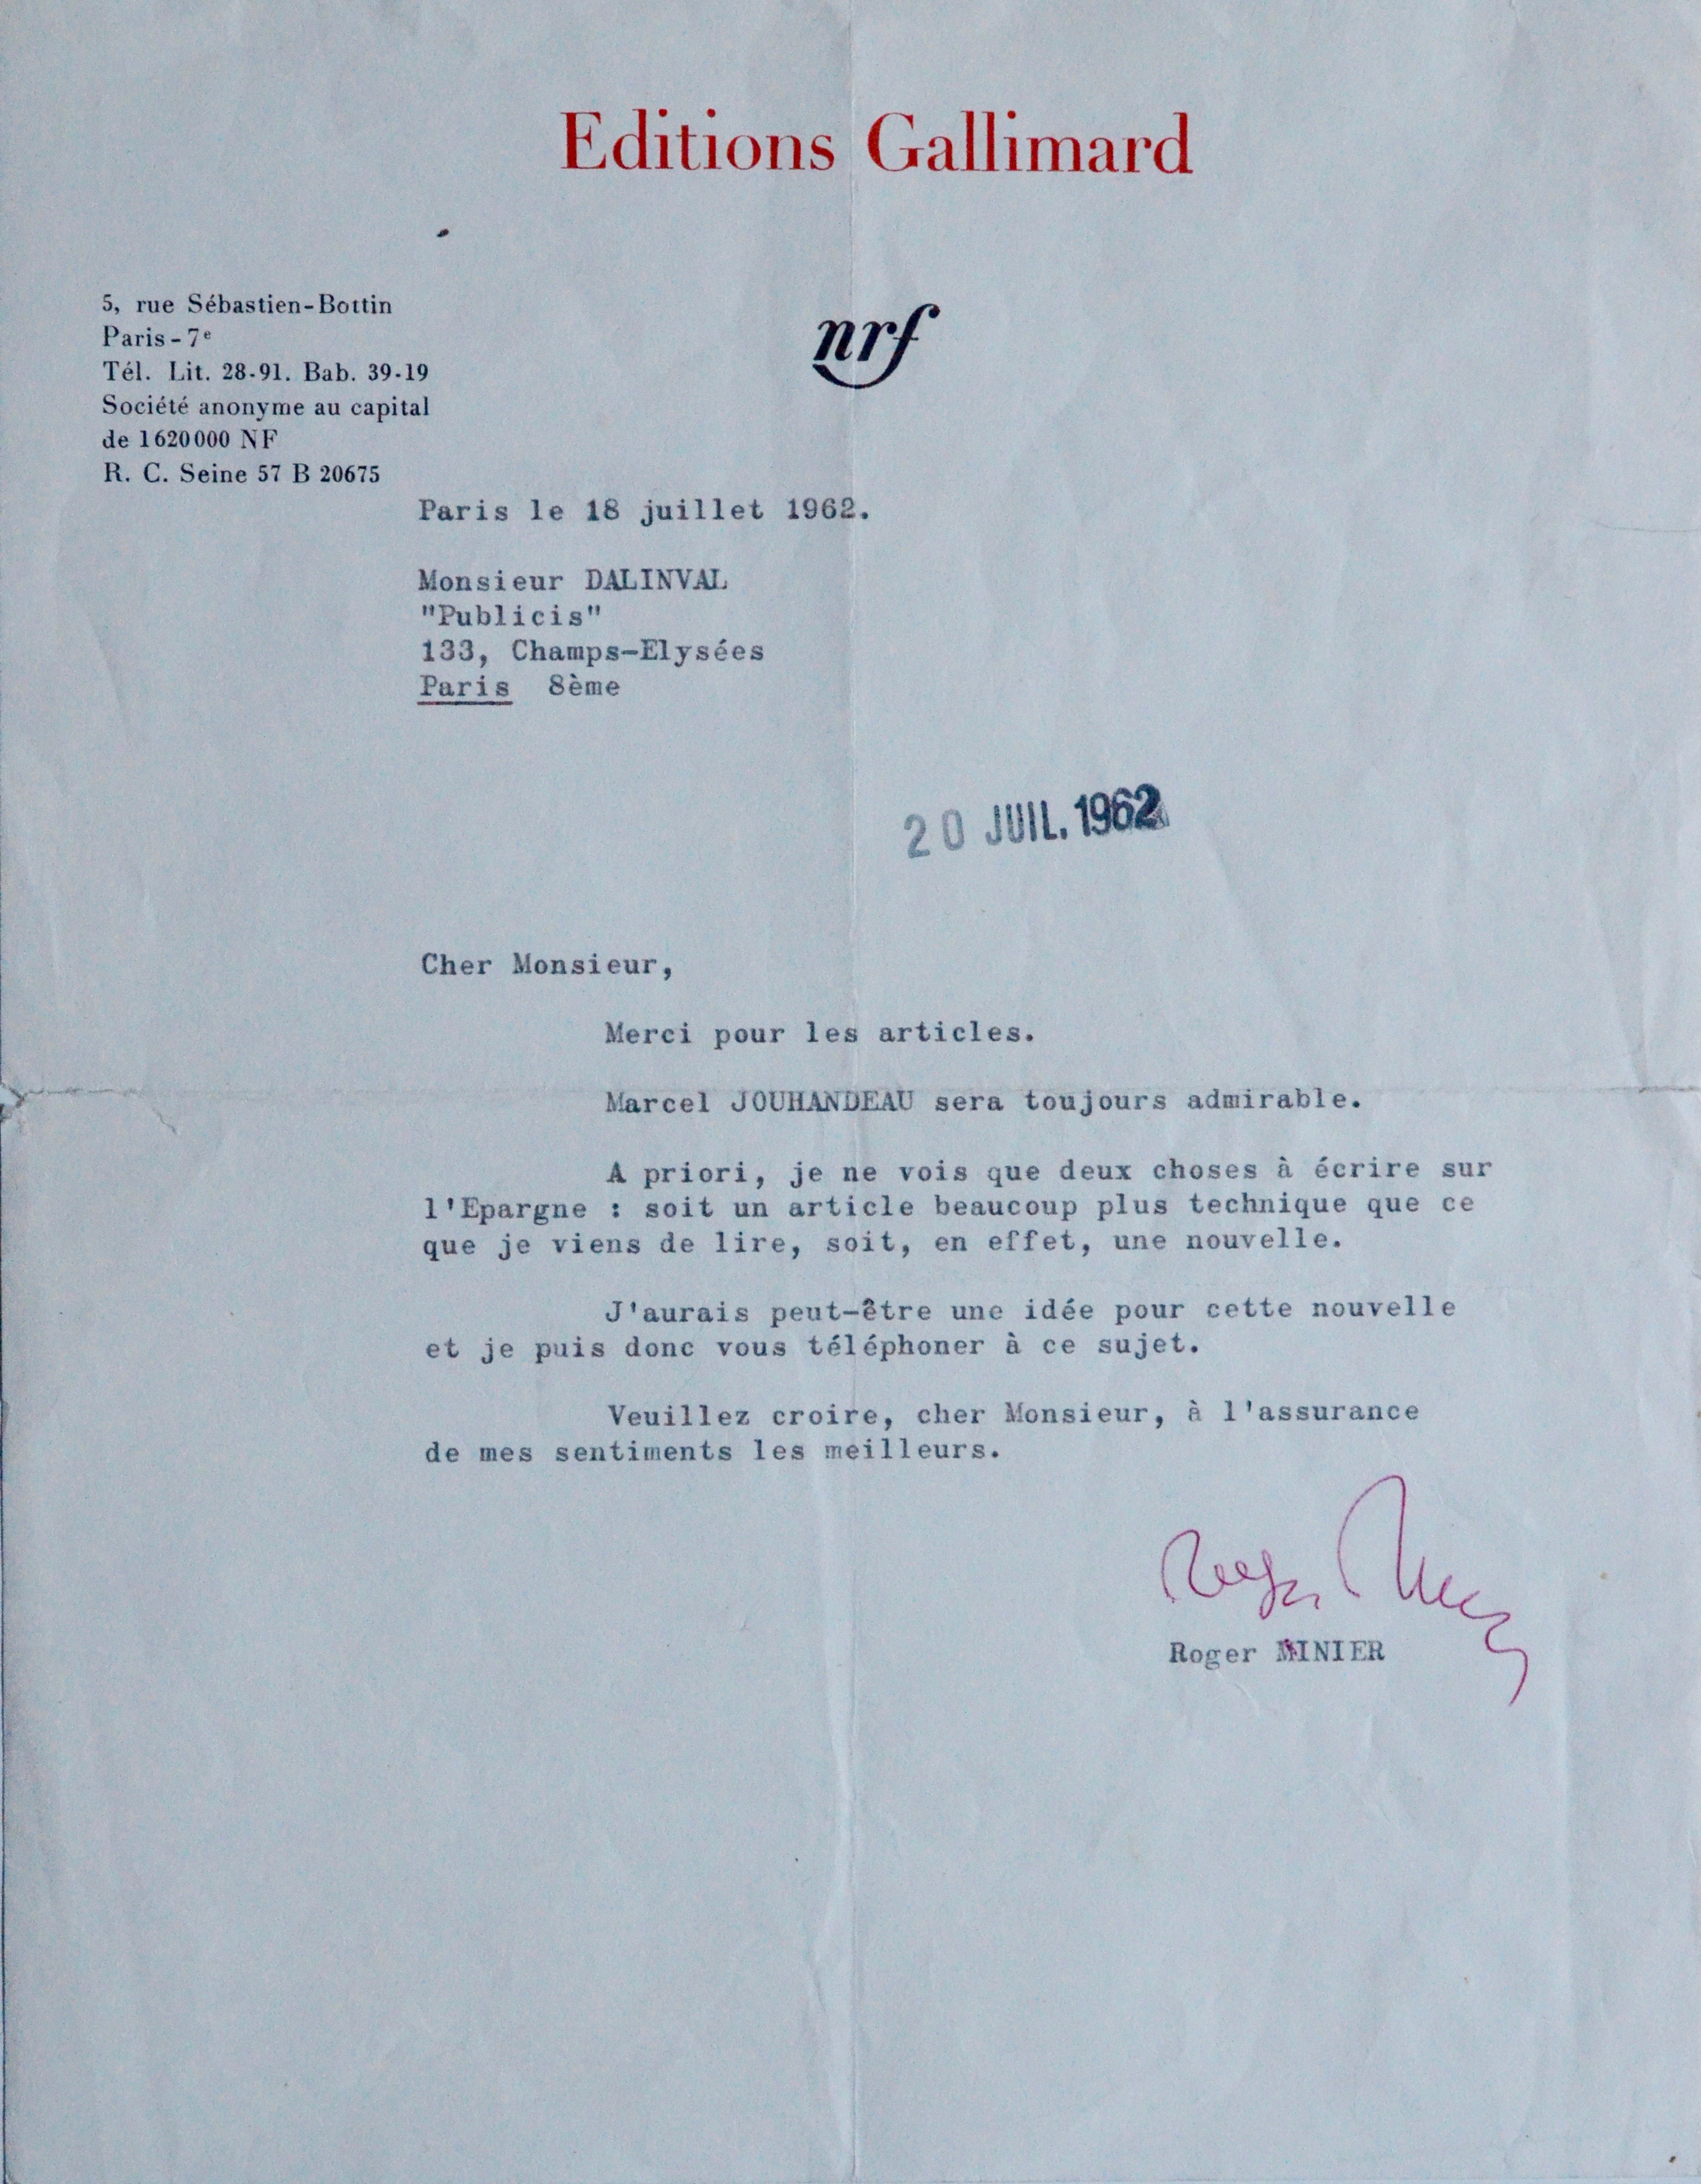 Editions Gallimard
5, rue Sébastien-Bottin
Paris - 7e
Tél. Lit. 28-91. Bab. 39-19
Société anonyme au capital
de 1620000 NF
R. C. Seine 57 B 20675
nrf
Paris le 18 juillet 1962.
Monsieur DALINVAL
"Publicis"
133, Champs-Elysées
Paris 8ème
20 JUIL. 1962
Cher Monsieur,
Merci pour les articles.
Marcel JOUHANDEAU sera toujours admirable.
A priori, je ne vois que deux choses à écrire sur
l'Epargne : soit un article beaucoup plus technique que ce
que je viens de lire, soit, en effet, une nouvelle.
J'aurais peut-être une idée pour cette nouvelle
et je puis donc vous téléphoner à ce sujet.
Veuillez croire, cher Monsieur, à l'assurance
de mes sentiments les meilleurs.
Roger Nimier
Roger MINIER